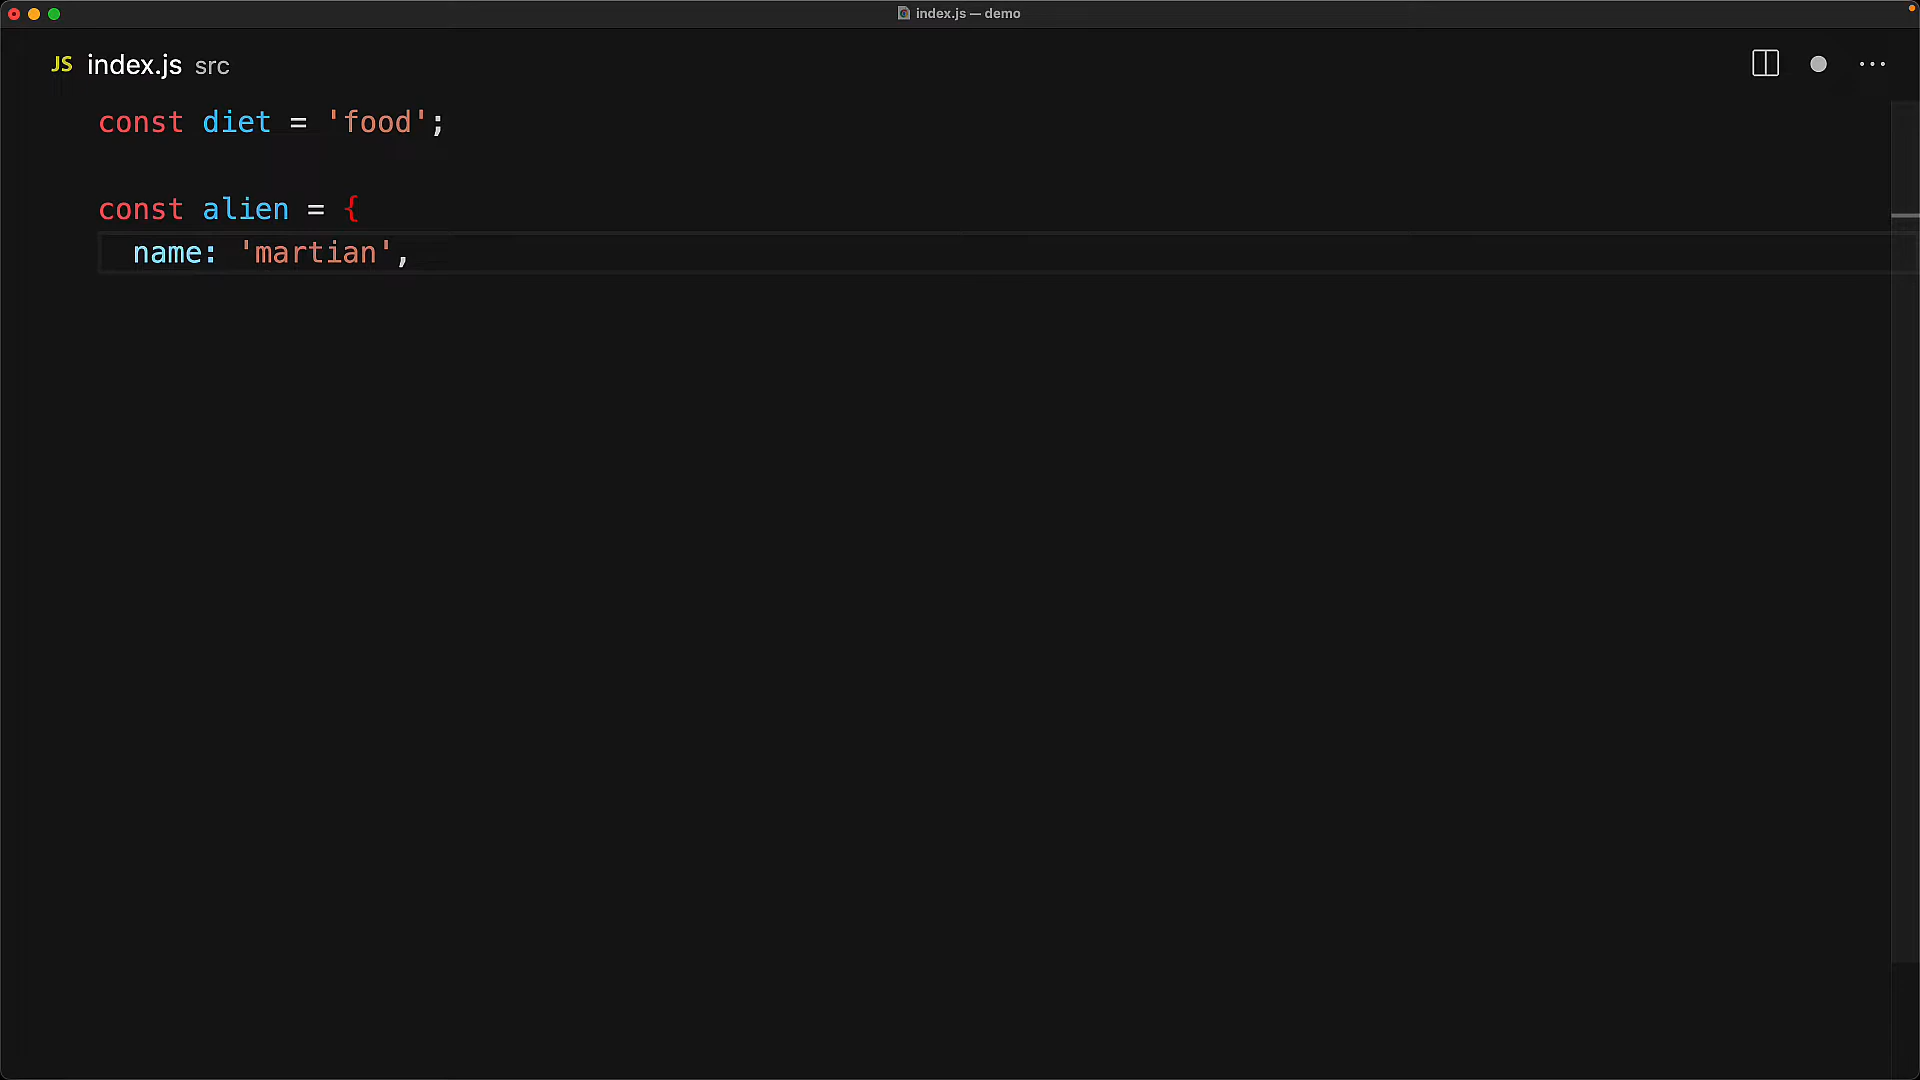 index.js — demo
JS index.js src
const diet = 'food';
const alien = {
  name: 'martian',